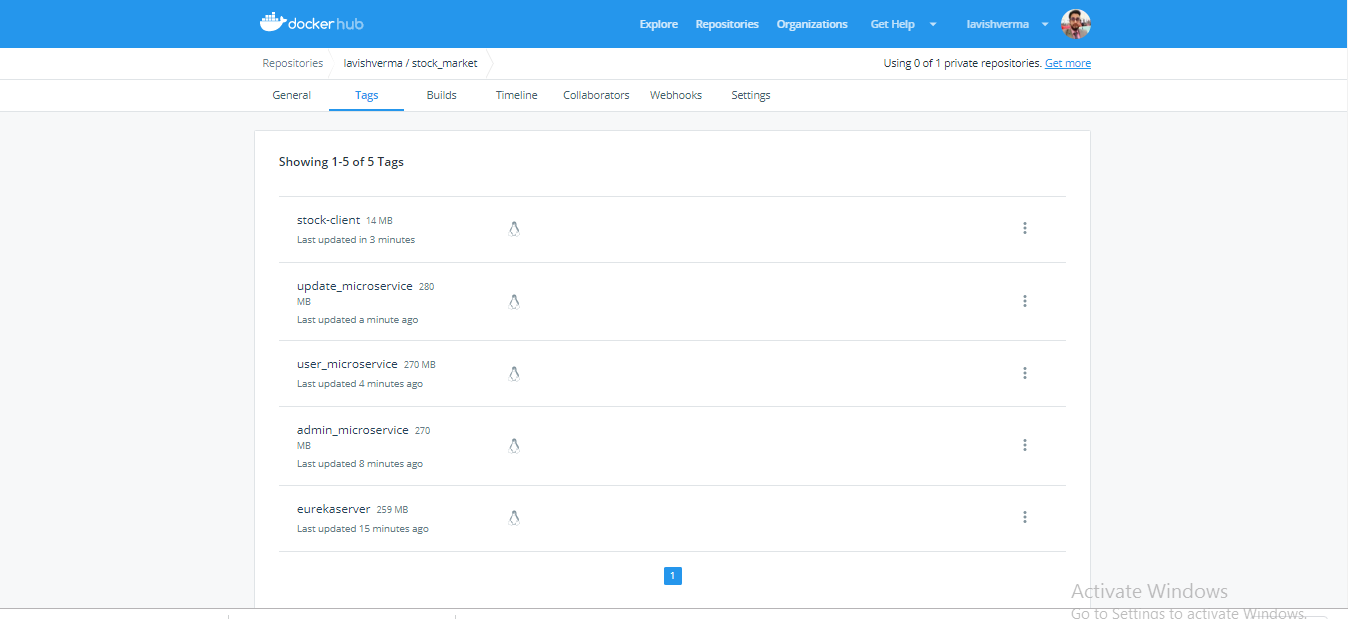 docker hub
Explore Repositories Organizations Get Help lavishverma
Repositories lavishverma / stock_market Using 0 of 1 private repositories. Get more
General Tags Builds Timeline Collaborators Webhooks Settings
Showing 1-5 of 5 Tags
stock-client 14 MB
Last updated in 3 minutes
update_microservice 280
MB
Last updated a minute ago
user_microservice 270 MB
Last updated 4 minutes ago
admin_microservice 270
MB
Last updated 8 minutes ago
eurekaserver 259 MB
Last updated 15 minutes ago
1
Activate Windows
Go to Settings to activate Windows.